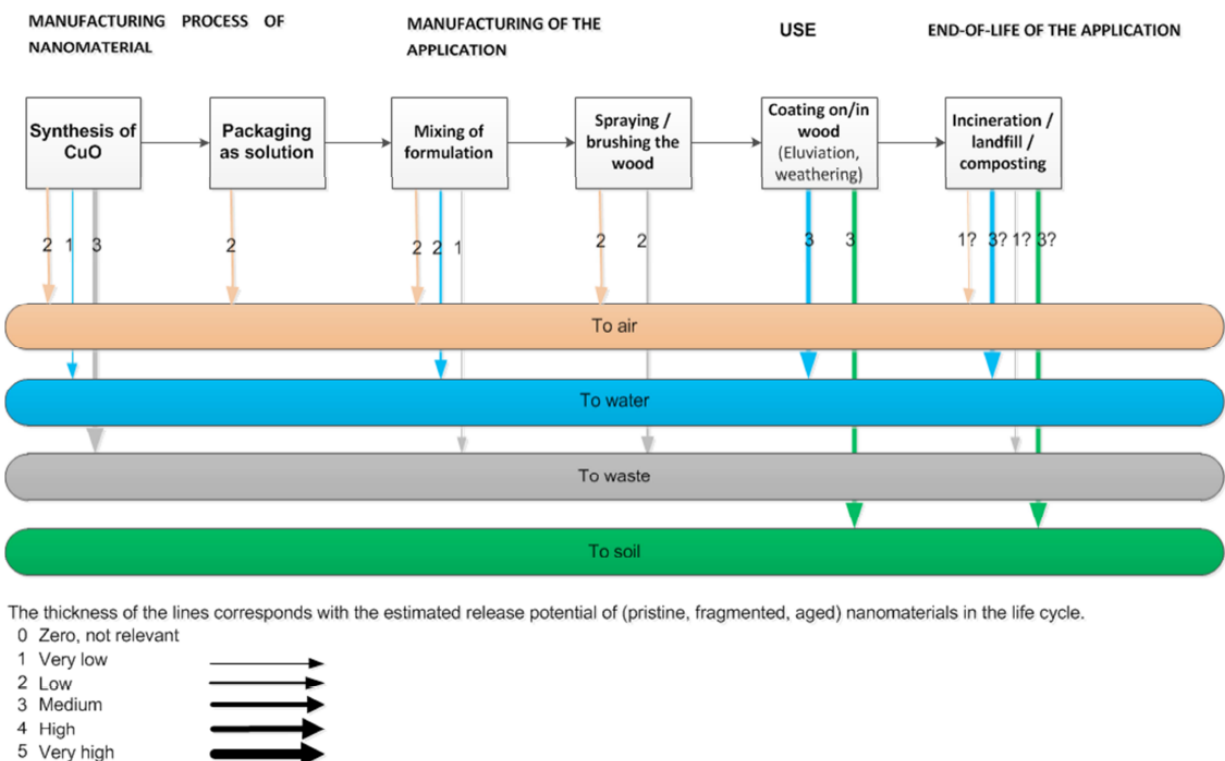 MANUFACTURING PROCESS OF
NANOMATERIAL
MANUFACTURING OF THE
APPLICATION
USE
END-OF-LIFE OF THE APPLICATION
Synthesis of
CuO
Packaging
as solution
Mixing of
formulation
Spraying /
brushing the
wood
Coating on/in
wood
(Eluviation,
weathering)
Incineration /
landfill /
composting
2 1 3
2
2 2 1
2 2
3 3
1? 3? 1? 3?
To air
To water
To waste
To soil
The thickness of the lines corresponds with the estimated release potential of (pristine, fragmented, aged) nanomaterials in the life cycle.
0 Zero, not relevant
1 Very low
2 Low
3 Medium
4 High
5 Very high